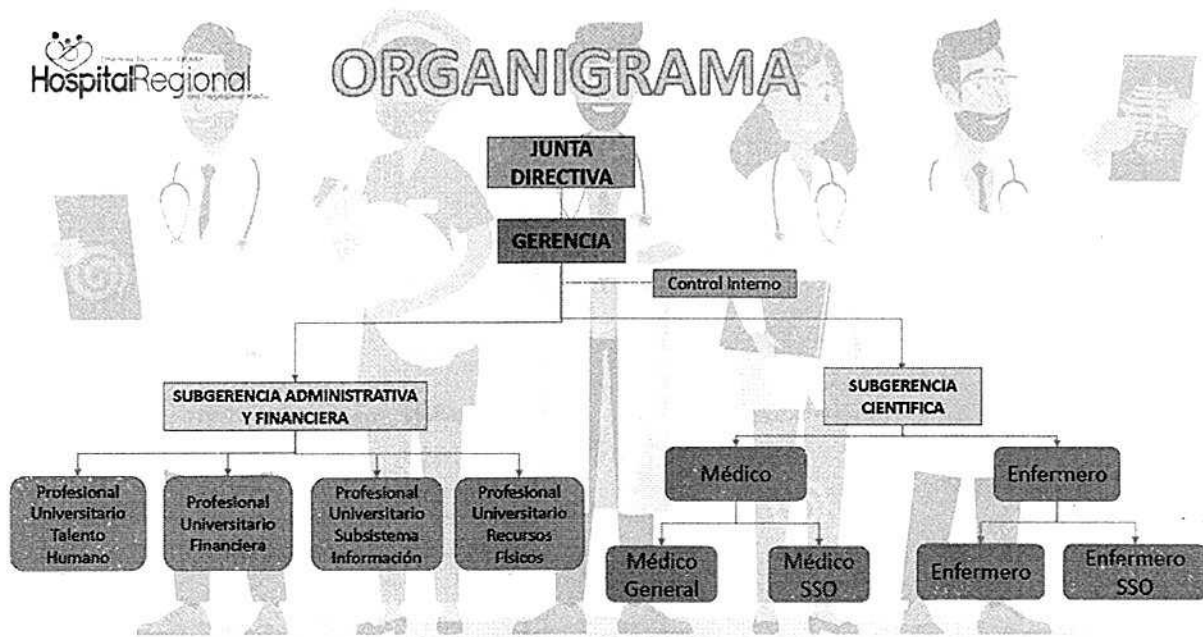 HospitalRegional
ORGANIGRAMA
JUNTA
DIRECTIVA
GERENCIA
Control Interno
SUBGERENCIA ADMINISTRATIVA
Y FINANCIERA
SUBGERENCIA
CIENTIFICA
Profesional
Universitario
Talento
Humano
Profesional
Universitario
Financiera
Profesional
Universitario
Subsistema
Información
Profesional
Universitario
Recursos
Físicos
Médico
Enfermero
Médico
General
Médico
SSO
Enfermero
Enfermero
SSO